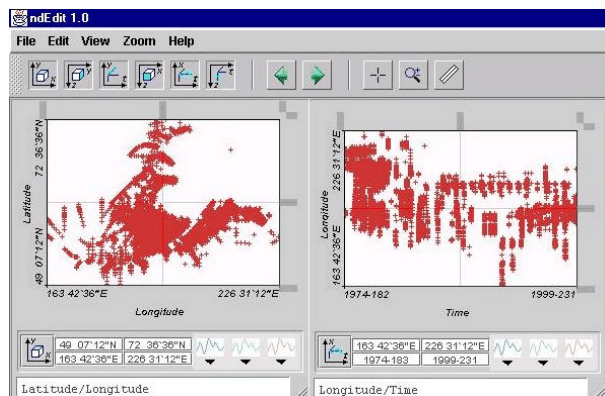 ndEdit 1.0
File Edit View Zoom Help
y x z y y t z x x t z t
72 36'36"N
Latitude
49 07'12"N
163 42'36"E 226 31'12"E
Longitude
226 31'12"E
Longitude
163 42'36"E
1974-182 1999-231
Time
y x 49 07'12"N 72 36'36"N
163 42'36"E 226 31'12"E
x t 163 42'36"E 226 31'12"E
1974-183 1999-231
Latitude/Longitude
Longitude/Time